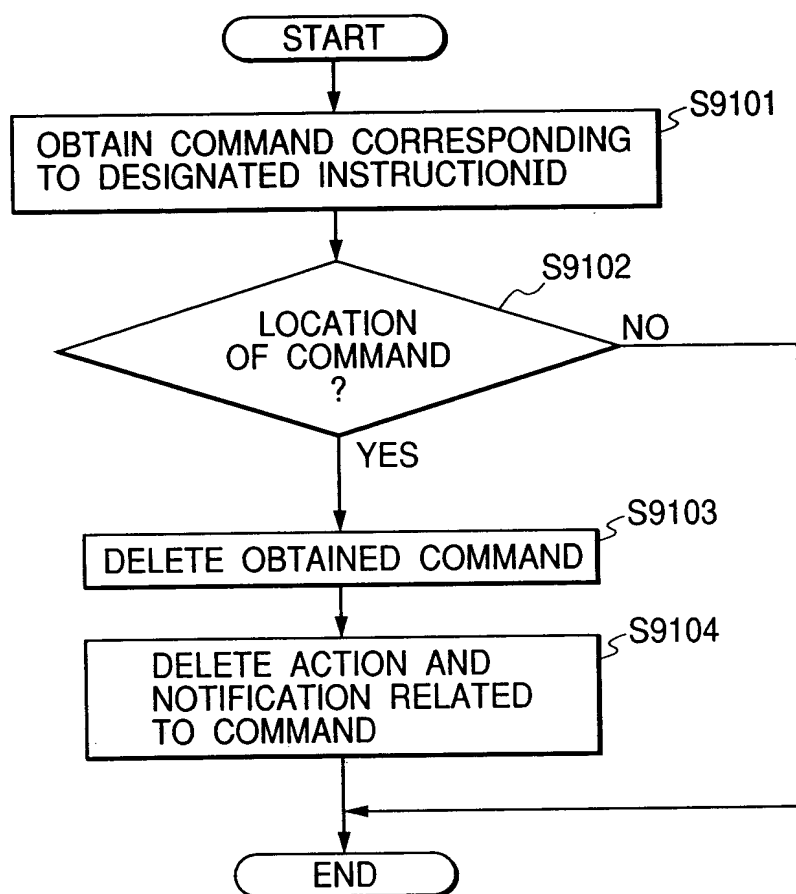 START
S9101
OBTAIN COMMAND CORRESPONDING
TO DESIGNATED INSTRUCTIONID
S9102
LOCATION
OF COMMAND
?
NO
YES
S9103
DELETE OBTAINED COMMAND
S9104
DELETE ACTION AND
NOTIFICATION RELATED
TO COMMAND
END